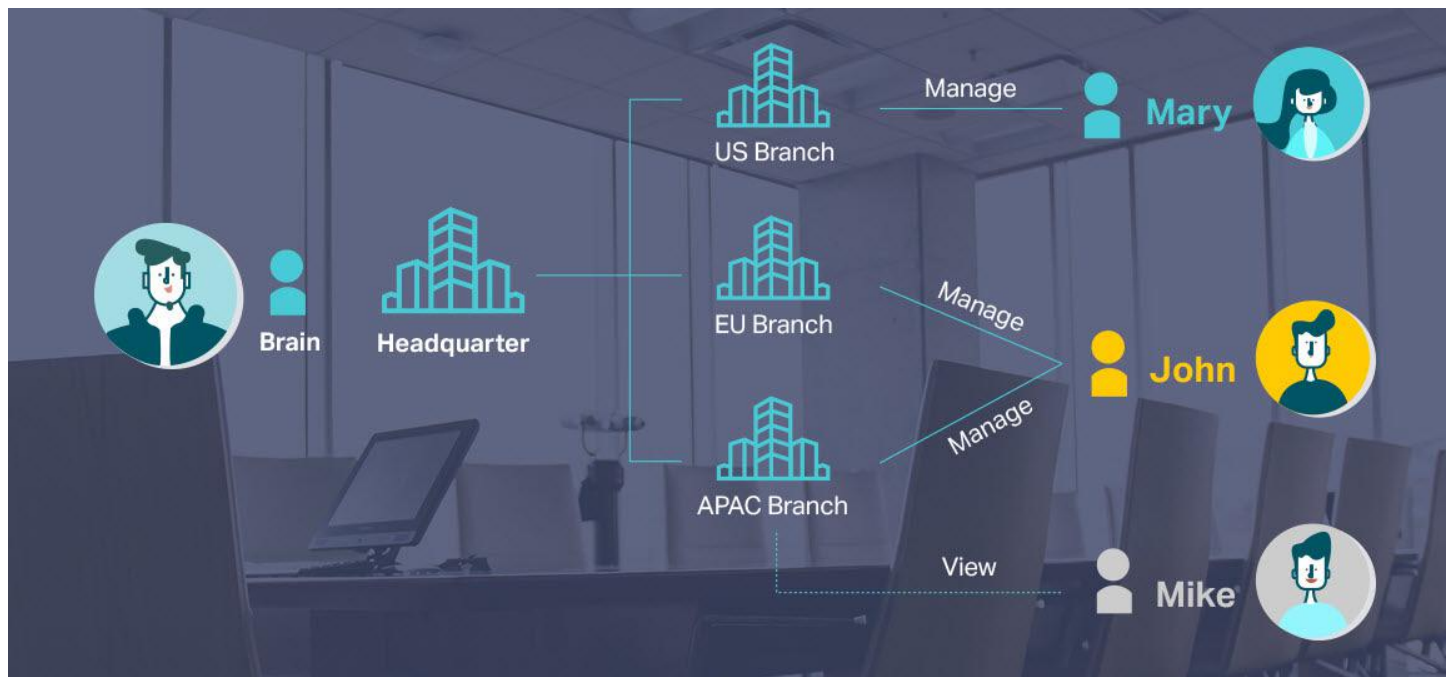 Manage
Mary
US Branch
Brain
Headquarter
EU Branch
Manage
John
Manage
APAC Branch
View
Mike